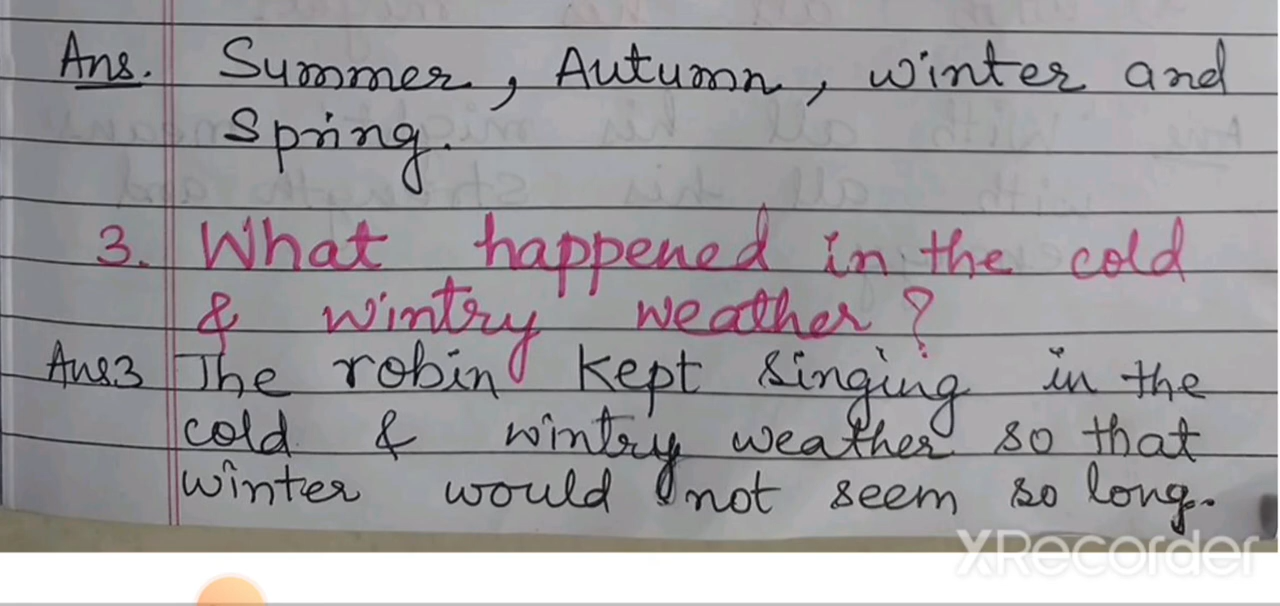 Ans. Summer, Autumn, winter and
Spring.
3. What happened in the cold
& wintry weather?
Ans3 The robin kept singing in the
cold & wintry weather so that
winter would not seem so long.
XRecorder